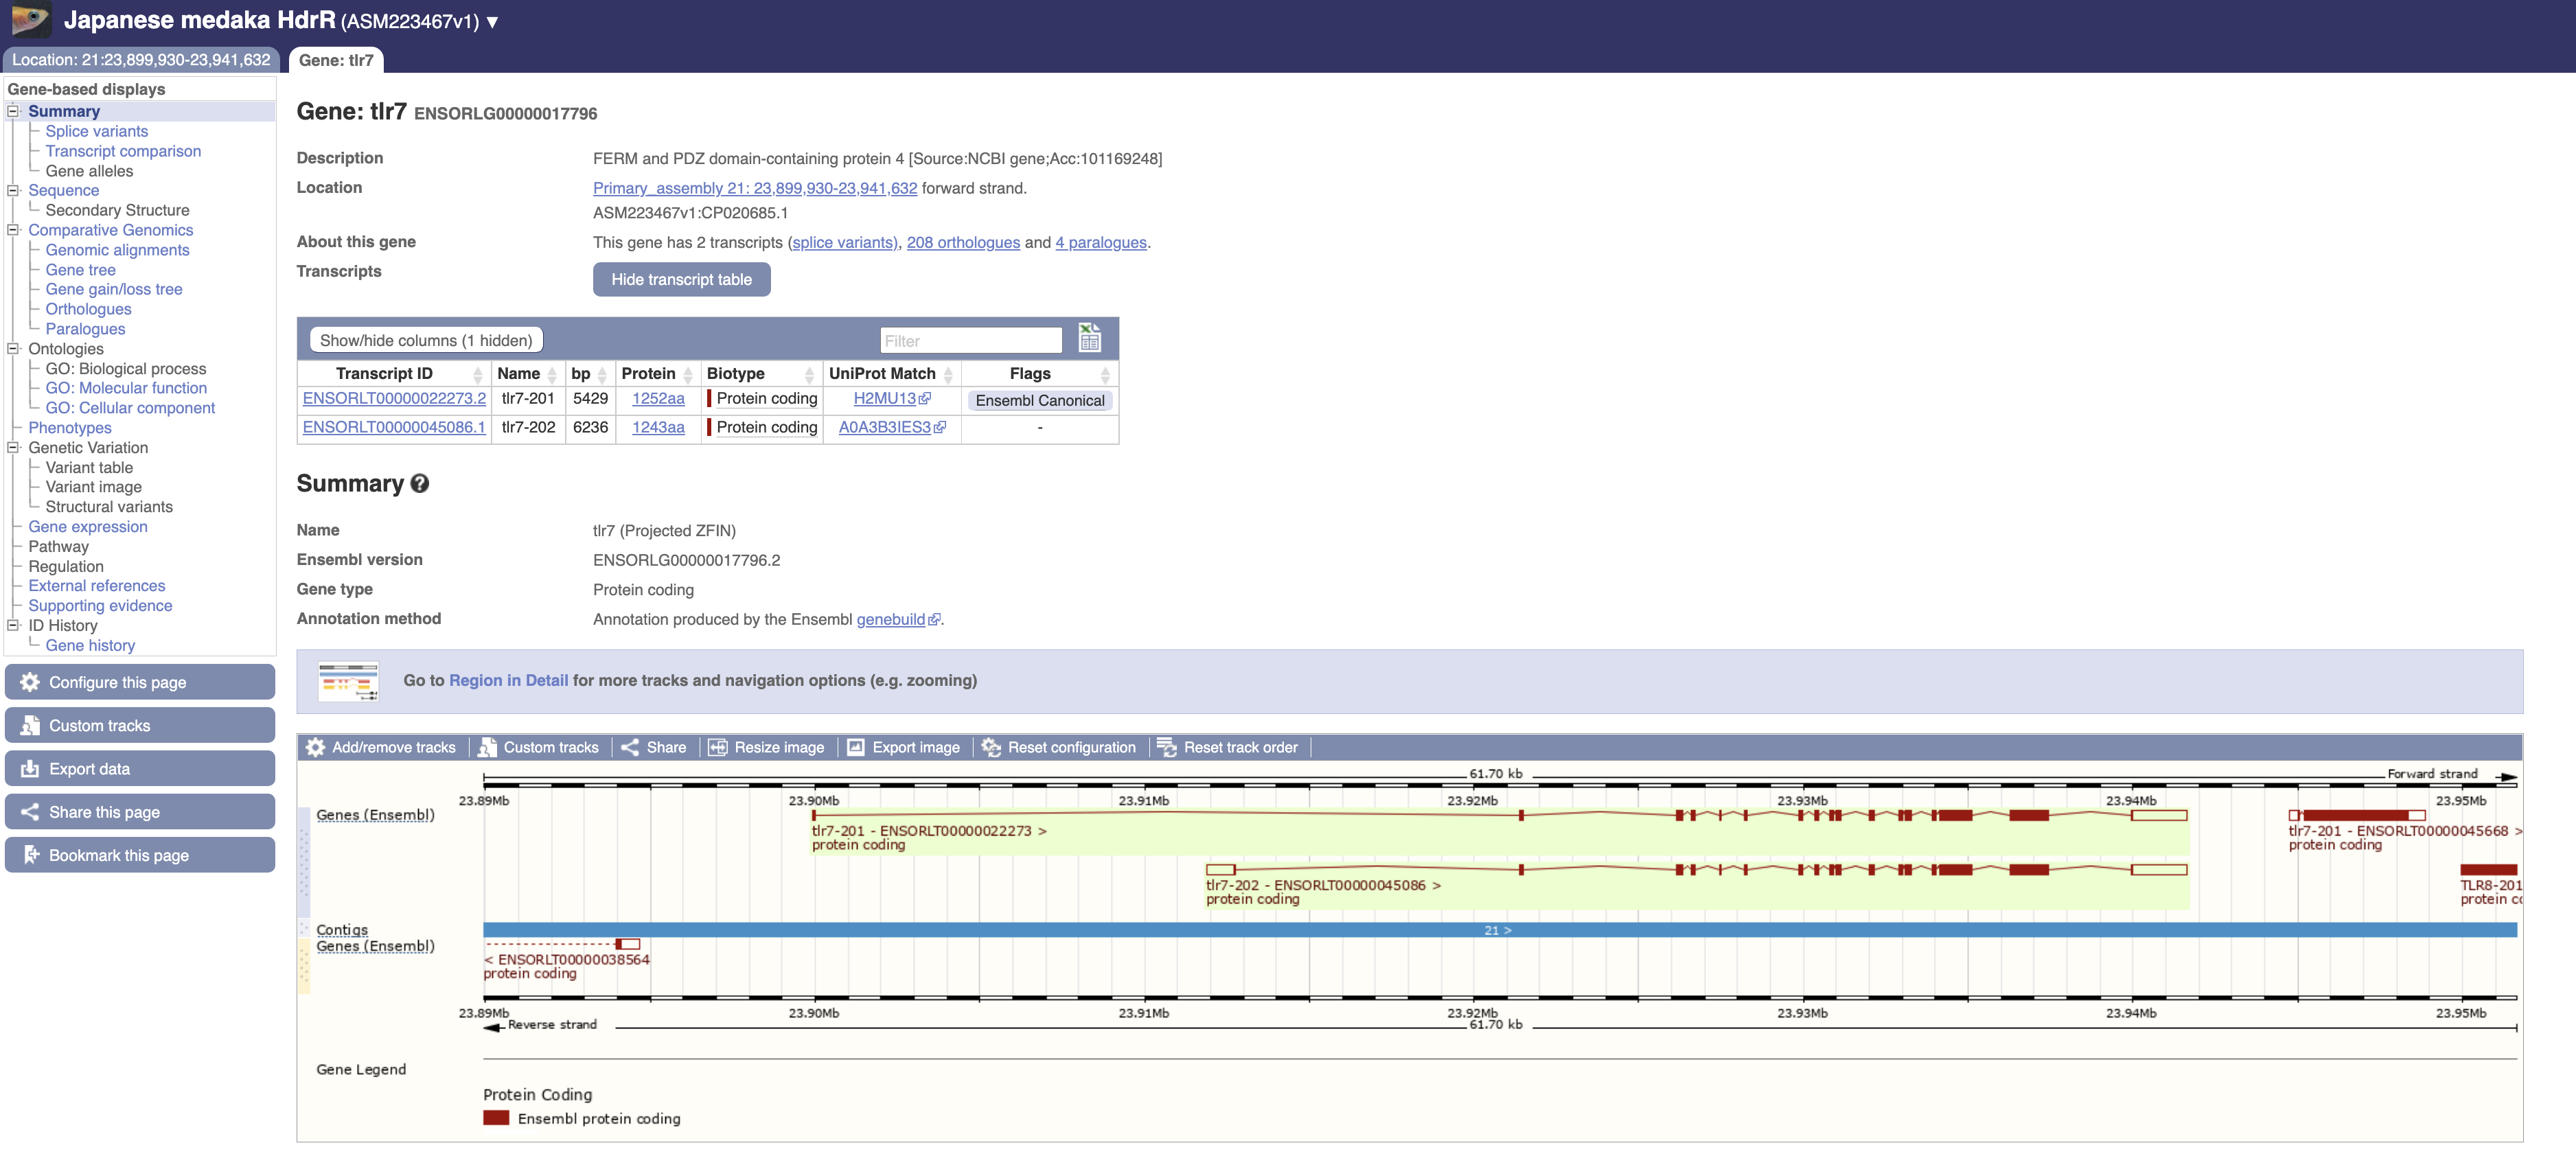 Japanese medaka HdrR (ASM223467v1) ▼
Location: 21:23,899,930-23,941,632
Gene: tlr7
Gene-based displays
Summary
Splice variants
Transcript comparison
Gene alleles
Sequence
Secondary Structure
Comparative Genomics
Genomic alignments
Gene tree
Gene gain/loss tree
Orthologues
Paralogues
Ontologies
GO: Biological process
GO: Molecular function
GO: Cellular component
Phenotypes
Genetic Variation
Variant table
Variant image
Structural variants
Gene expression
Pathway
Regulation
External references
Supporting evidence
ID History
Gene history
Configure this page
Custom tracks
Export data
Share this page
Bookmark this page
Gene: tlr7 ENSORLG00000017796
Description FERM and PDZ domain-containing protein 4 [Source:NCBI gene;Acc:101169248]
Location Primary_assembly 21: 23,899,930-23,941,632 forward strand.
ASM223467v1:CP020685.1
About this gene This gene has 2 transcripts (splice variants), 208 orthologues and 4 paralogues.
Transcripts Hide transcript table
Show/hide columns (1 hidden) Filter
Transcript ID Name bp Protein Biotype UniProt Match Flags
ENSORLT00000022273.2 tlr7-201 5429 1252aa Protein coding H2MU13 Ensembl Canonical
ENSORLT00000045086.1 tlr7-202 6236 1243aa Protein coding A0A3B3IES3 -
Summary ?
Name tlr7 (Projected ZFIN)
Ensembl version ENSORLG00000017796.2
Gene type Protein coding
Annotation method Annotation produced by the Ensembl genebuild.
Go to Region in Detail for more tracks and navigation options (e.g. zooming)
Add/remove tracks Custom tracks Share Resize image Export image Reset configuration Reset track order
61.70 kb Forward strand
23.89Mb 23.90Mb 23.91Mb 23.92Mb 23.93Mb 23.94Mb 23.95Mb
Genes (Ensembl)
tlr7-201 - ENSORLT00000022273 > tlr7-201 - ENSORLT00000045668 >
protein coding protein coding
tlr7-202 - ENSORLT00000045086 > TLR8-201
protein coding protein co
Contigs 21 >
Genes (Ensembl)
< ENSORLT00000038564
protein coding
23.89Mb 23.90Mb 23.91Mb 23.92Mb 23.93Mb 23.94Mb 23.95Mb
Reverse strand 61.70 kb
Gene Legend
Protein Coding
Ensembl protein coding